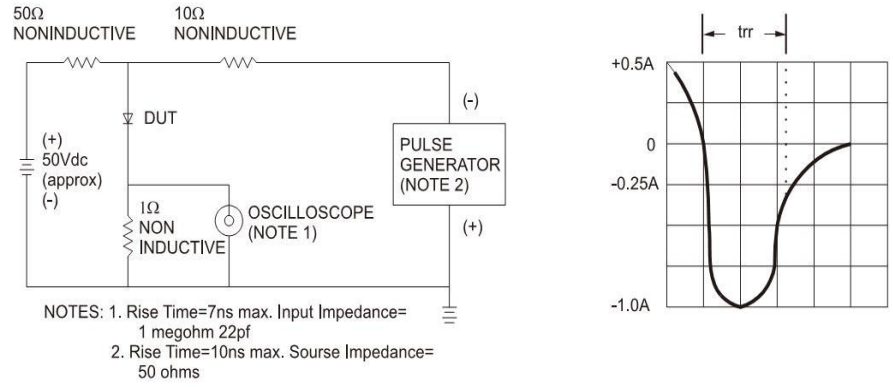 50Ω
NONINDUCTIVE
10Ω
NONINDUCTIVE
DUT
(+)
50Vdc
(approx)
(-)
1Ω
NON
INDUCTIVE
OSCILLOSCOPE
(NOTE 1)
(-)
PULSE
GENERATOR
(NOTE 2)
(+)
NOTES: 1. Rise Time=7ns max. Input Impedance=
1 megohm 22pf
2. Rise Time=10ns max. Sourse Impedance=
50 ohms
trr
+0.5A
0
-0.25A
-1.0A